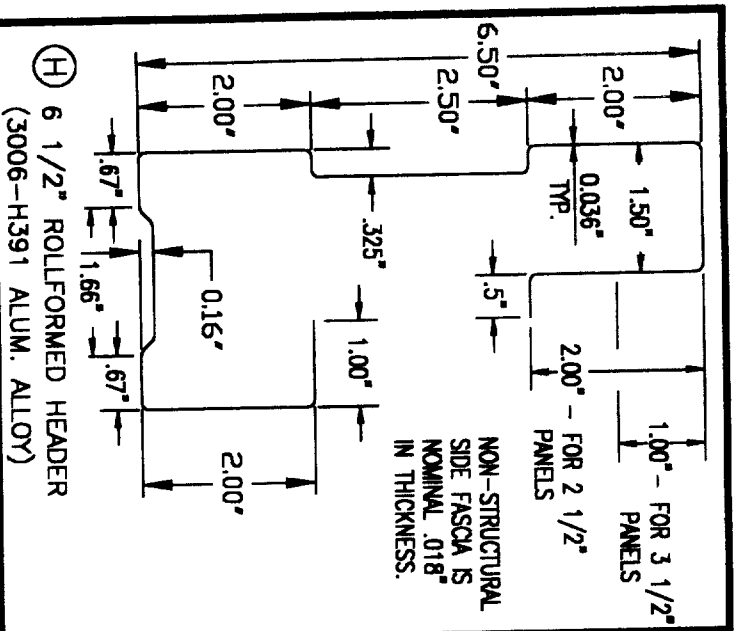 6.50"
2.00"
2.50"
2.00"
0.036"
TYP.
1.50"
.5"
2.00" - FOR 2 1/2"
PANELS
1.00" - FOR 3 1/2"
PANELS
.325"
.67"
1.66"
.67"
0.16"
1.00"
2.00"
NON-STRUCTURAL
SIDE FASCIA IS
NOMINAL .018"
IN THICKNESS.
H 6 1/2" ROLLFORMED HEADER
(3006-H391 ALUM. ALLOY)